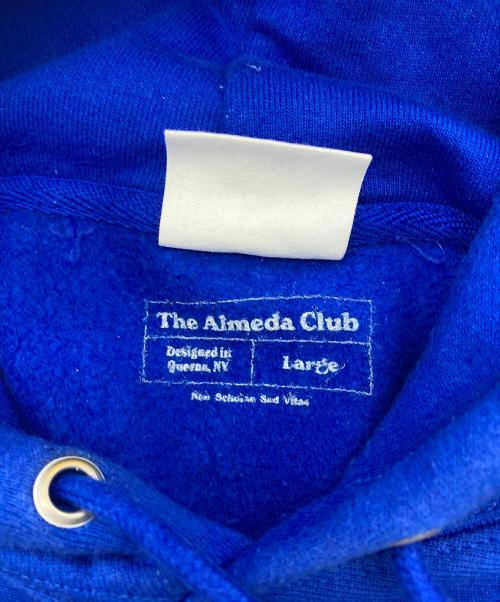 The Almeda Club
Designed in
Queens, NY
Large
Non Scholae Sed Vitae